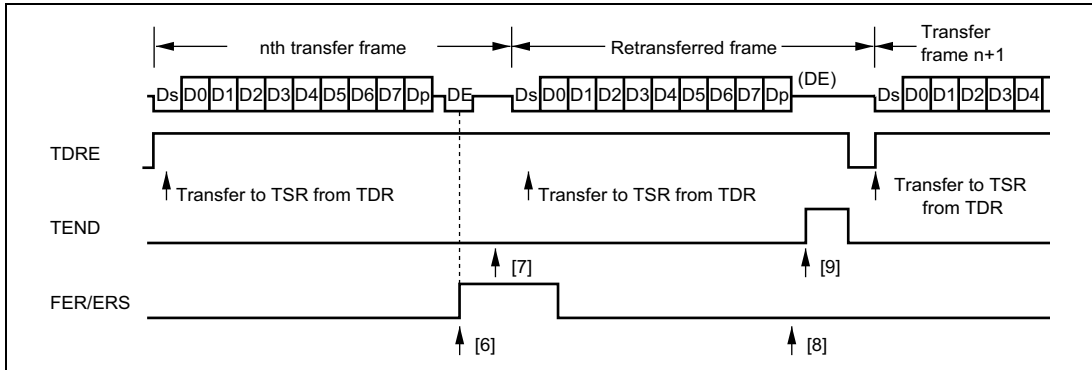 nth transfer frame Retransferred frame Transfer
frame n+1
Ds D0 D1 D2 D3 D4 D5 D6 D7 Dp DE Ds D0 D1 D2 D3 D4 D5 D6 D7 Dp (DE) Ds D0 D1 D2 D3 D4
TDRE
Transfer to TSR from TDR Transfer to TSR from TDR Transfer to TSR
from TDR
TEND
[7] [9]
FER/ERS
[6] [8]